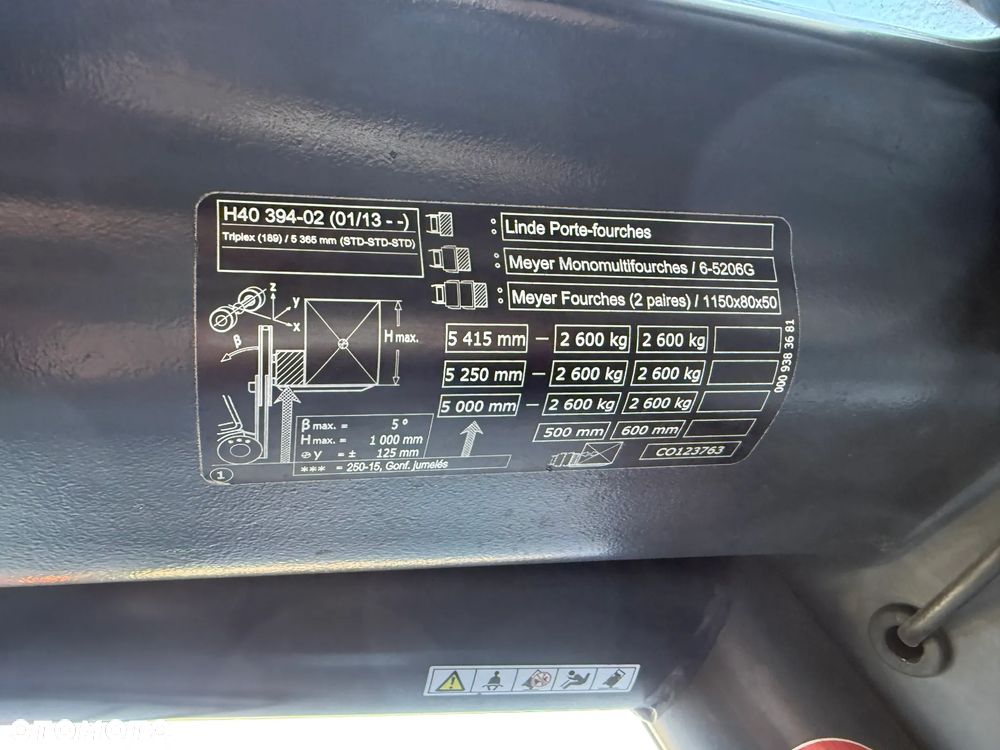 H40 394-02 (01/13 - -)
Triplex (189) / 5 365 mm (STD-STD-STD)
: Linde Porte-fourches
: Meyer Monomultifourches / 6-5206G
: Meyer Fourches (2 paires) / 1150x80x50
z
y
x
β
H max.
5 415 mm – 2 600 kg 2 600 kg
5 250 mm – 2 600 kg 2 600 kg
5 000 mm – 2 600 kg 2 600 kg
500 mm 600 mm
β max. = 5 °
H max. = 1 000 mm
y = ± 125 mm
*** = 250-15, Gonf. jumelés
CO123763
000 938 36 81
1
OTOMOTO